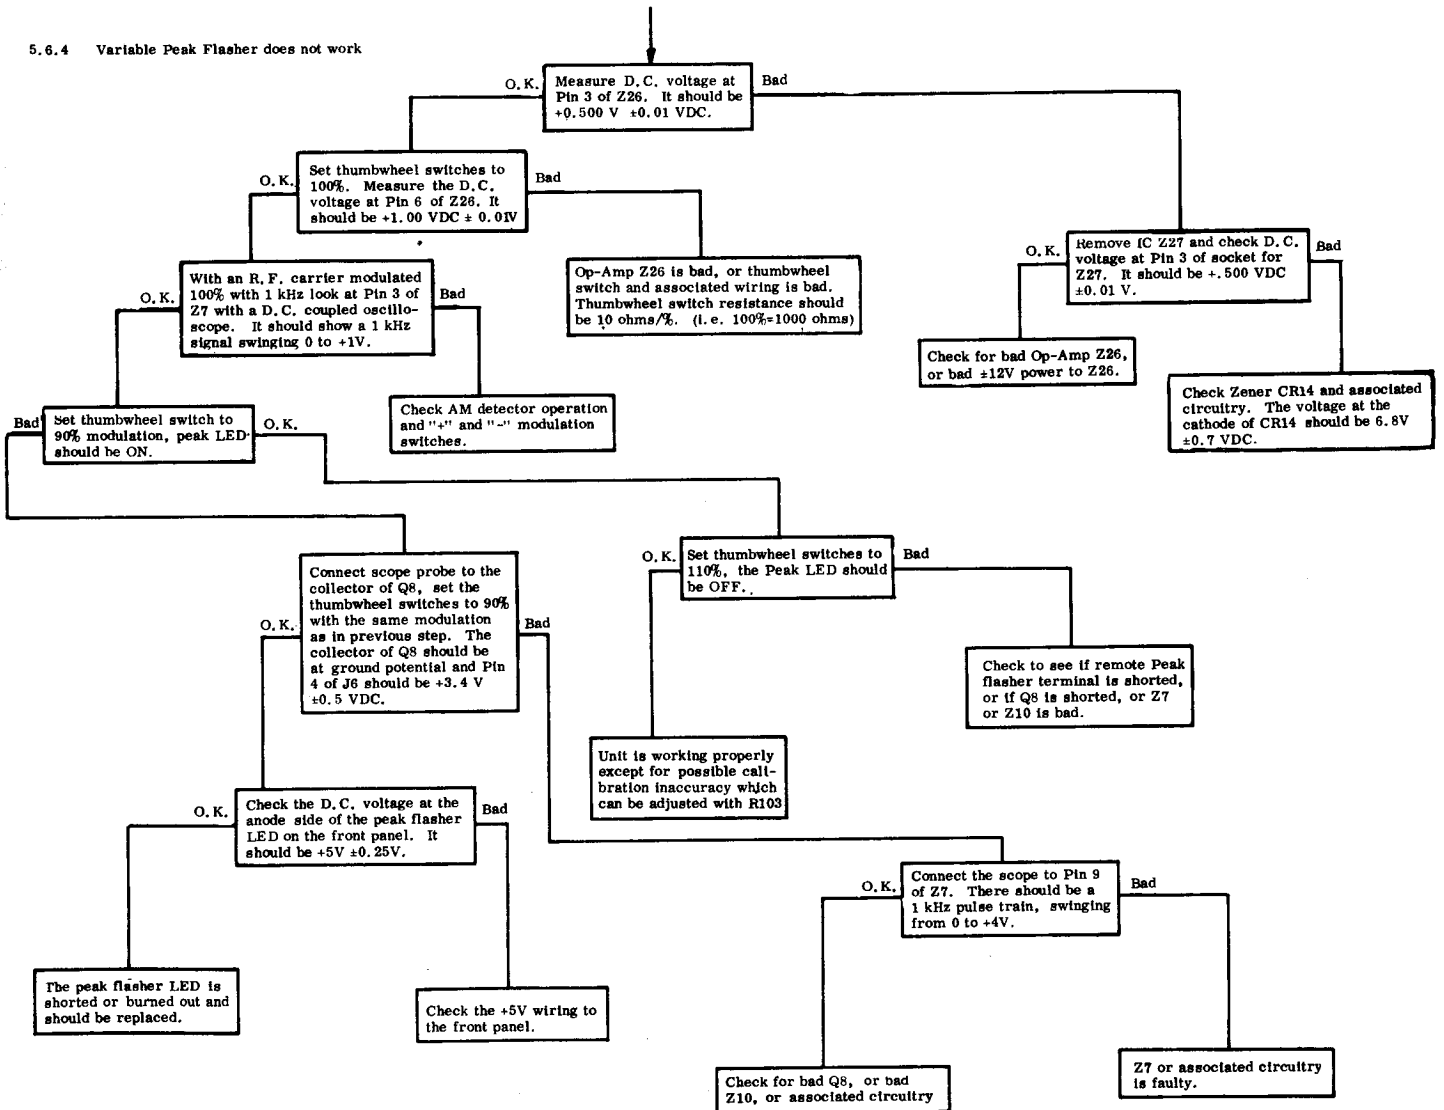 5.6.4 Variable Peak Flasher does not work
O.K.
Measure D.C. voltage at
Pin 3 of Z26. It should be
+0.500 V ±0.01 VDC.
Bad
O.K.
Set thumbwheel switches to
100%. Measure the D.C.
voltage at Pin 6 of Z26. It
should be +1.00 VDC ± 0.01V
Bad
O.K.
Remove IC Z27 and check D.C.
voltage at Pin 3 of socket for
Z27. It should be +.500 VDC
±0.01 V.
Bad
O.K.
With an R.F. carrier modulated
100% with 1 kHz look at Pin 3 of
Z7 with a D.C. coupled oscillo-
scope. It should show a 1 kHz
signal swinging 0 to +1V.
Bad
Op-Amp Z26 is bad, or thumbwheel
switch and associated wiring is bad.
Thumbwheel switch resistance should
be 10 ohms/%. (i.e. 100%=1000 ohms)
Check for bad Op-Amp Z26,
or bad ±12V power to Z26.
Check Zener CR14 and associated
circuitry. The voltage at the
cathode of CR14 should be 6.8V
±0.7 VDC.
Bad
Set thumbwheel switch to
90% modulation, peak LED
should be ON.
O.K.
Check AM detector operation
and "+" and "-" modulation
switches.
Connect scope probe to the
collector of Q8, set the
thumbwheel switches to 90%
with the same modulation
as in previous step. The
collector of Q8 should be
at ground potential and Pin
4 of J6 should be +3.4 V
±0.5 VDC.
O.K.
Bad
O.K.
Set thumbwheel switches to
110%, the Peak LED should
be OFF.
Bad
Check to see if remote Peak
flasher terminal is shorted,
or if Q8 is shorted, or Z7
or Z10 is bad.
Unit is working properly
except for possible cali-
bration inaccuracy which
can be adjusted with R103
O.K.
Check the D.C. voltage at the
anode side of the peak flasher
LED on the front panel. It
should be +5V ±0.25V.
Bad
O.K.
Connect the scope to Pin 9
of Z7. There should be a
1 kHz pulse train, swinging
from 0 to +4V.
Bad
The peak flasher LED is
shorted or burned out and
should be replaced.
Check the +5V wiring to
the front panel.
Check for bad Q8, or bad
Z10, or associated circuitry
Z7 or associated circuitry
is faulty.